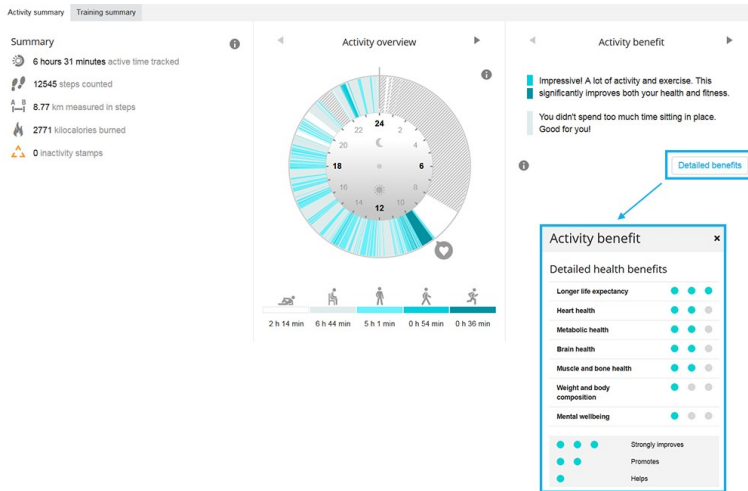 Activity summary
Training summary
Summary
6 hours 31 minutes active time tracked
12545 steps counted
A B
8.77 km measured in steps
2771 kilocalories burned
0 inactivity stamps
Activity overview
24
22 2
20 4
18 6
16 8
14 10
12
2 h 14 min 6 h 44 min 5 h 1 min 0 h 54 min 0 h 36 min
Activity benefit
Impressive! A lot of activity and exercise. This
significantly improves both your health and fitness.
You didn't spend too much time sitting in place.
Good for you!
Detailed benefits
Activity benefit ×
Detailed health benefits
Longer life expectancy
Heart health
Metabolic health
Brain health
Muscle and bone health
Weight and body
composition
Mental wellbeing
Strongly improves
Promotes
Helps